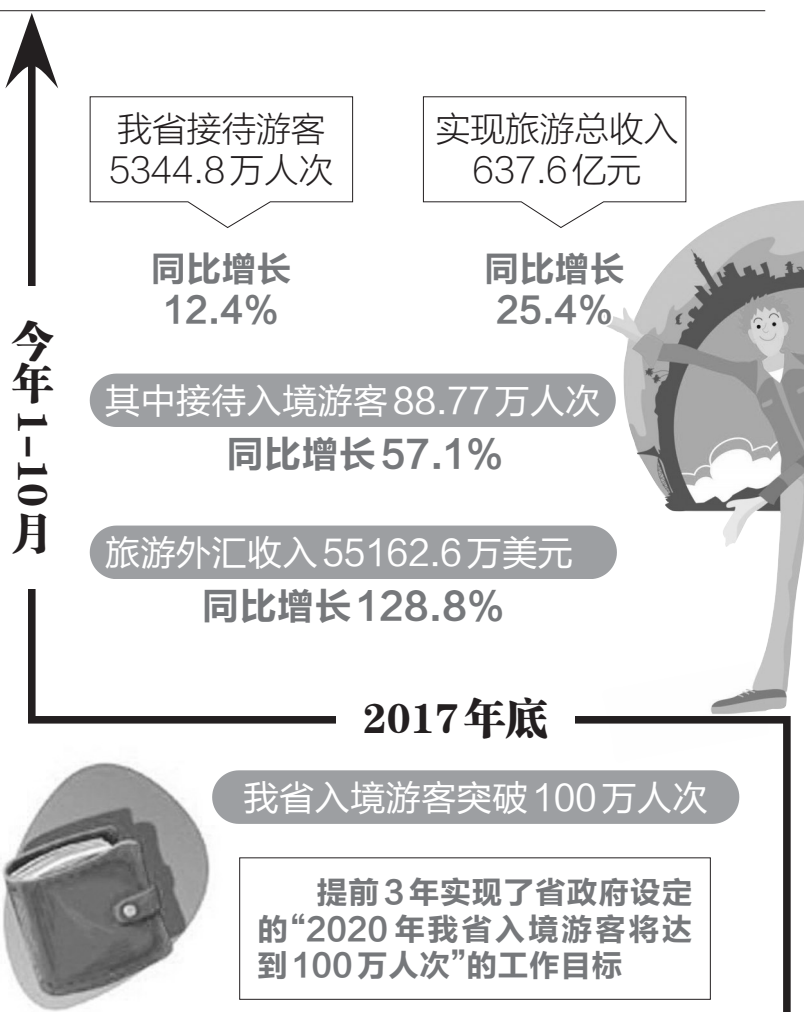 我省接待游客
5344.8万人次
实现旅游总收入
637.6亿元
同比增长
12.4%
同比增长
25.4%
今年1-10月
其中接待入境游客88.77万人次
同比增长57.1%
旅游外汇收入55162.6万美元
同比增长128.8%
2017年底
我省入境游客突破100万人次
提前3年实现了省政府设定
的“2020年我省入境游客将达
到100万人次”的工作目标